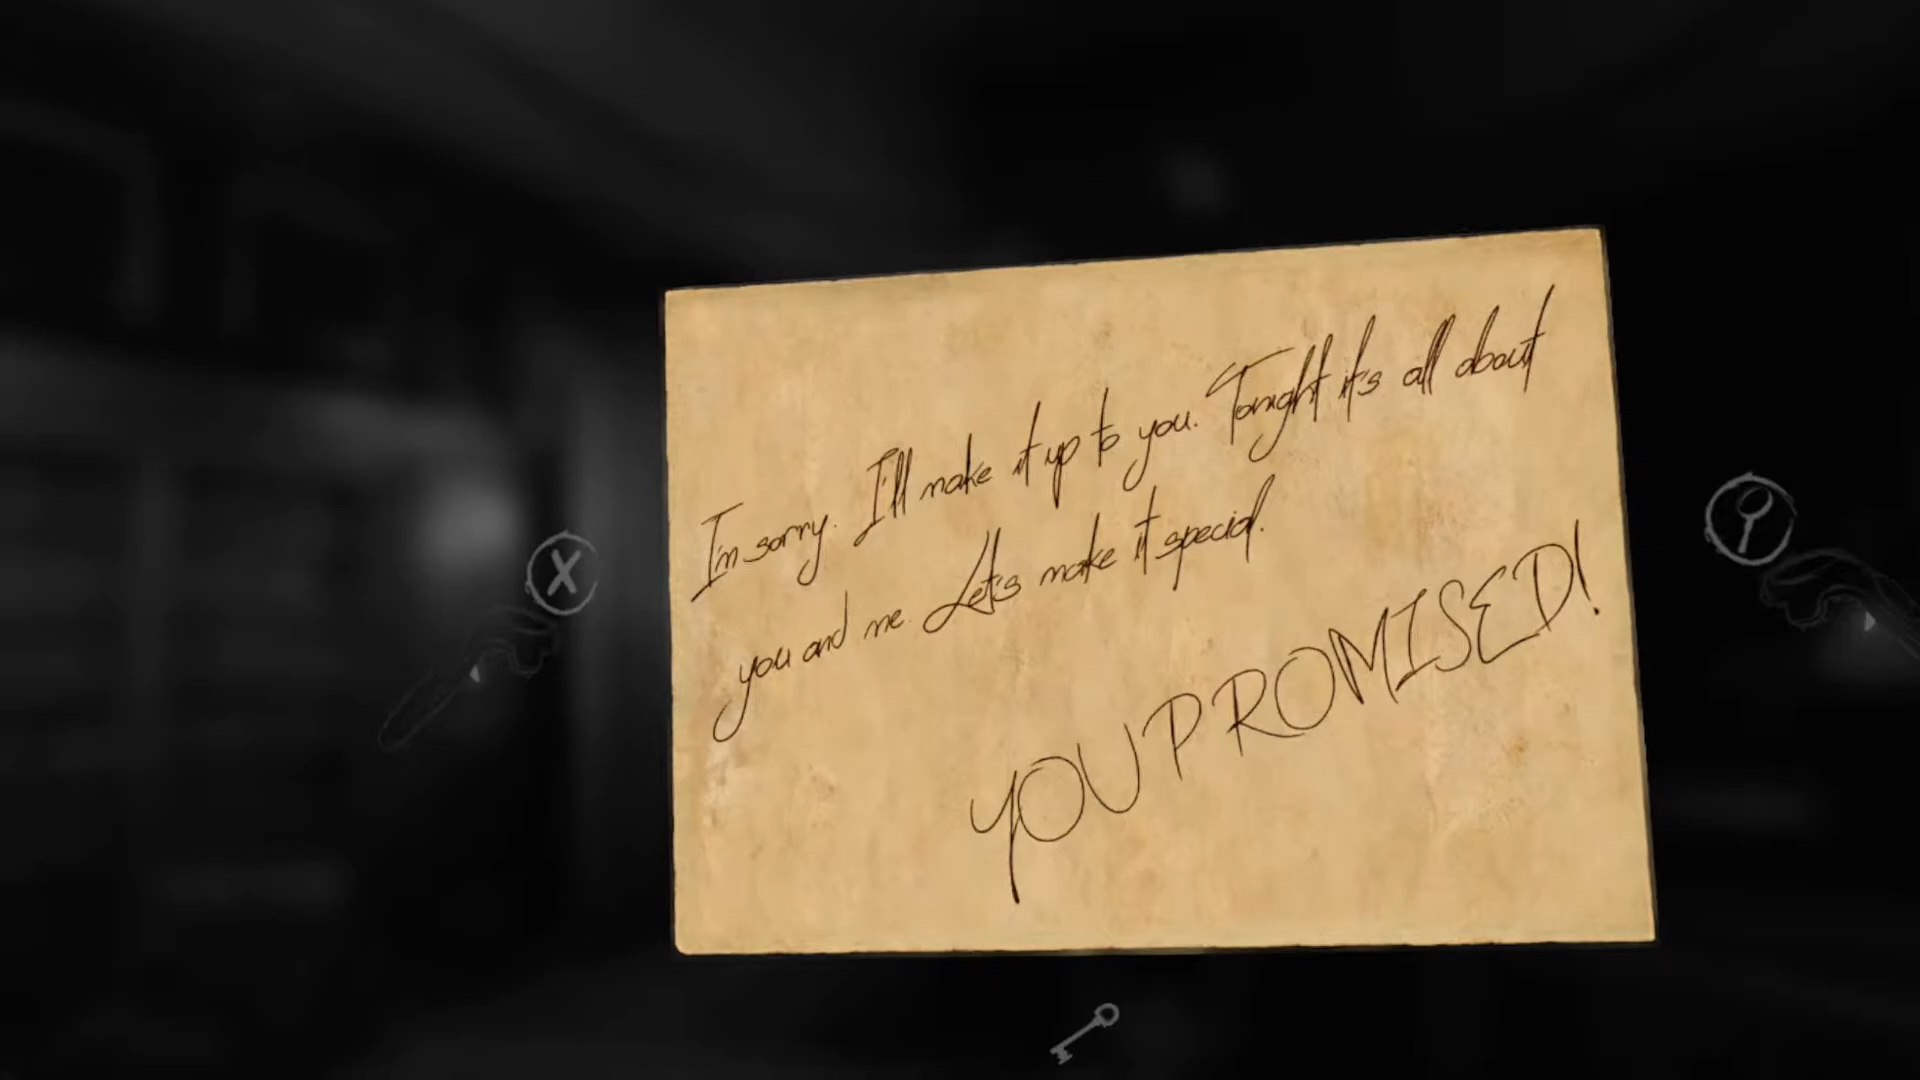 I'm sorry. I'll make it up to you. Tonight it's all about
you and me. Let's make it special.
YOU PROMISED!
X